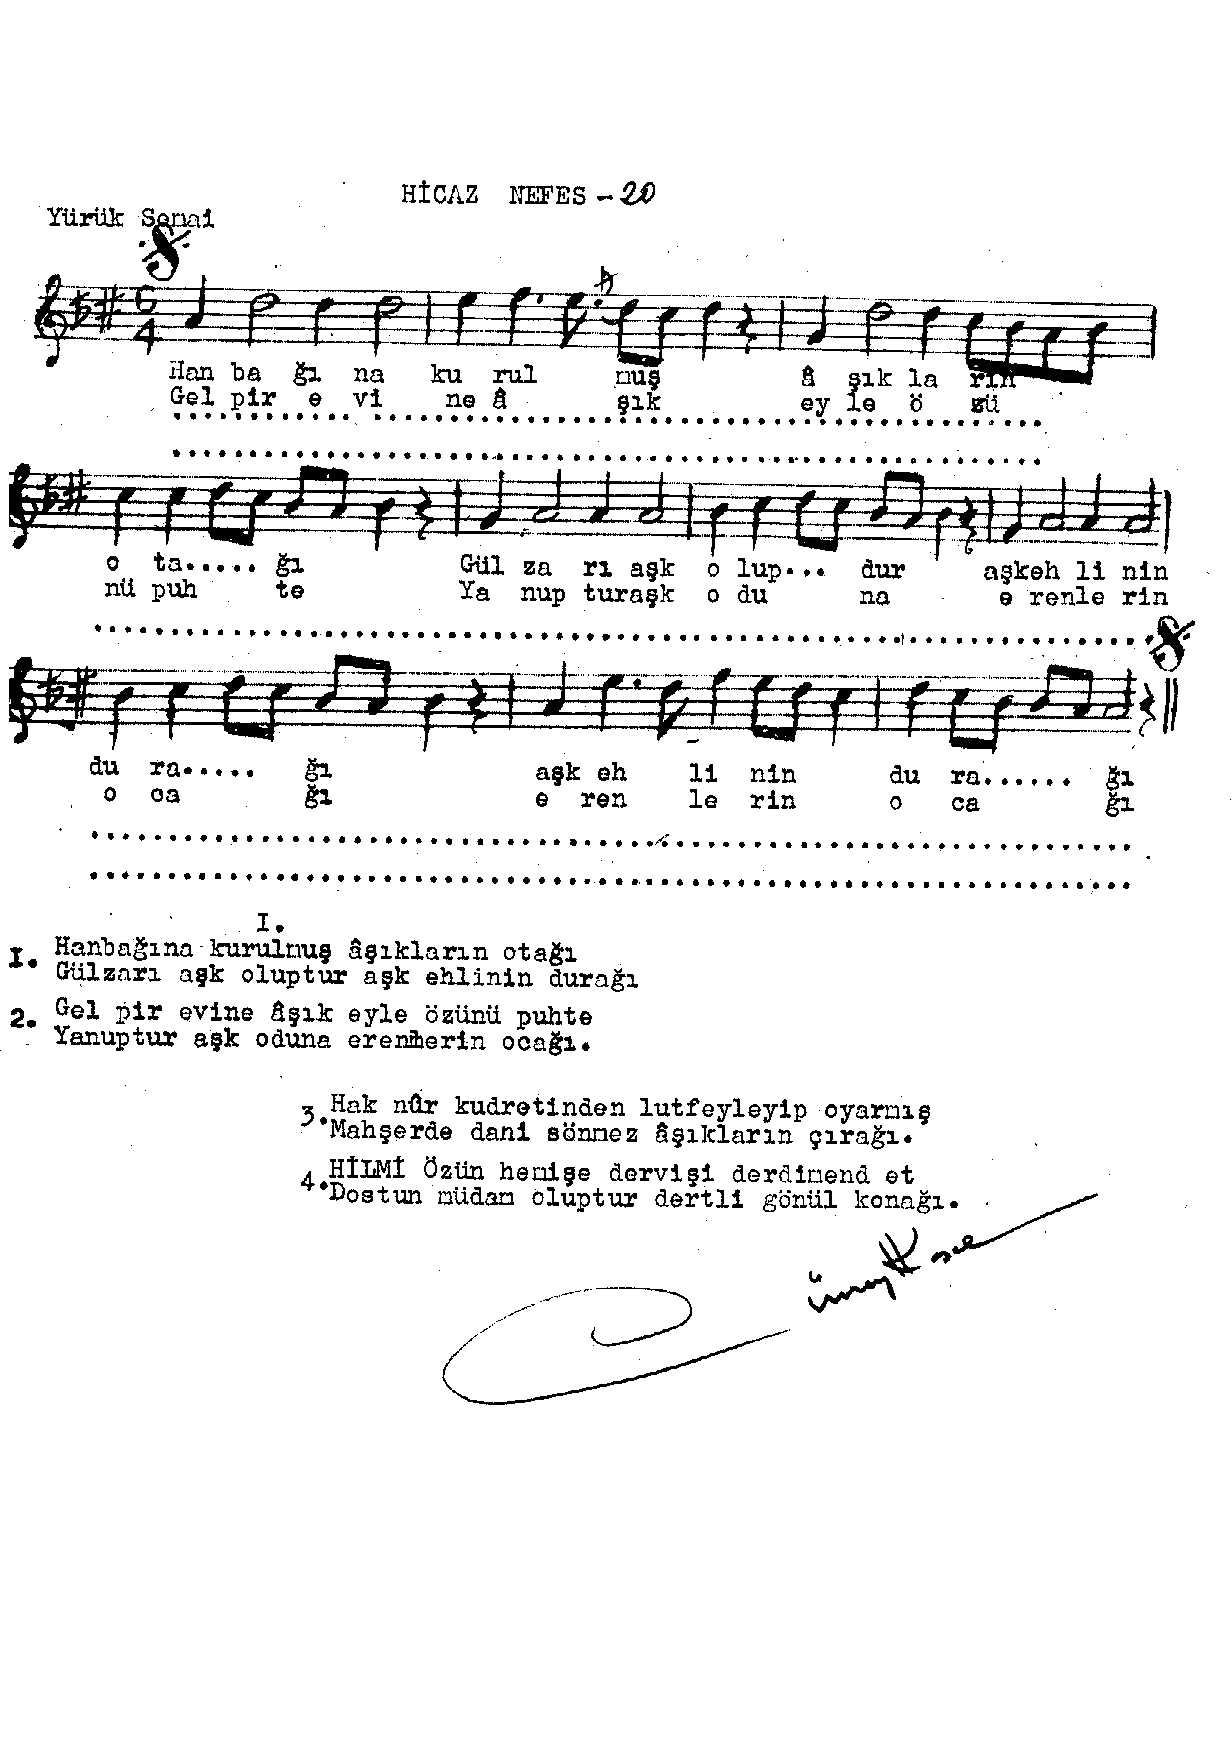 HİCAZ NEFES - 20
Yürük Semai
6
4
Han ba ğı na ku rul muş â şık la rın
Gel pir e vi ne â şık ey le ö zü
o ta..... ğı Gül za rı aşk o lup... dur aşkeh li nin
nü puh te Ya nup turaşk o du na e renle rin
du ra..... ğı aşk eh li nin du ra...... ğı
o ca ğı e ren le rin o ca ğı
I.
I. Hanbağına kurulmuş âşıkların otağı
Gülzarı aşk oluptur aşk ehlinin durağı
2. Gel pir evine Âşık eyle özünü puhte
Yanuptur aşk oduna erenlerin ocağı.
3. Hak nûr kudretinden lutfeyleyip oyarmış
Mahşerde dani sönmez âşıkların çırağı.
4. HİLMİ Özün hemişe dervişi derdimend et
Dostun müdam oluptur dertli gönül konağı.